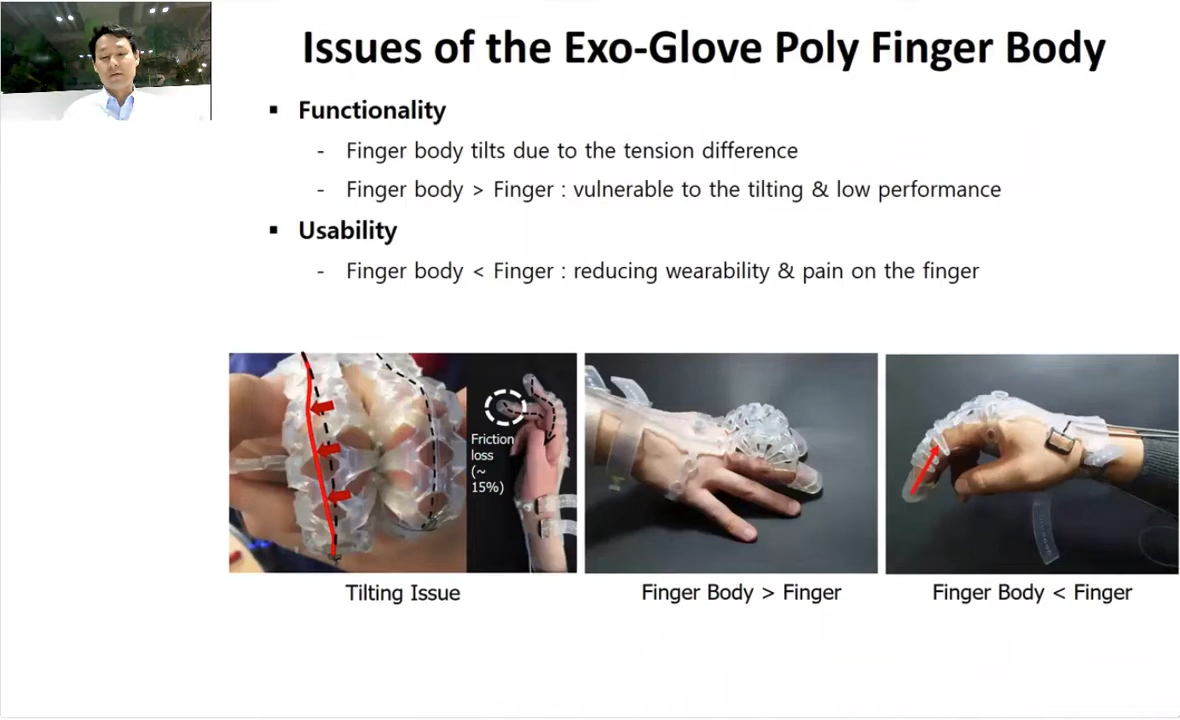 Issues of the Exo-Glove Poly Finger Body
▪ Functionality
- Finger body tilts due to the tension difference
- Finger body > Finger : vulnerable to the tilting & low performance
▪ Usability
- Finger body < Finger : reducing wearability & pain on the finger
Friction
loss
(~
15%)
Tilting Issue
Finger Body > Finger
Finger Body < Finger